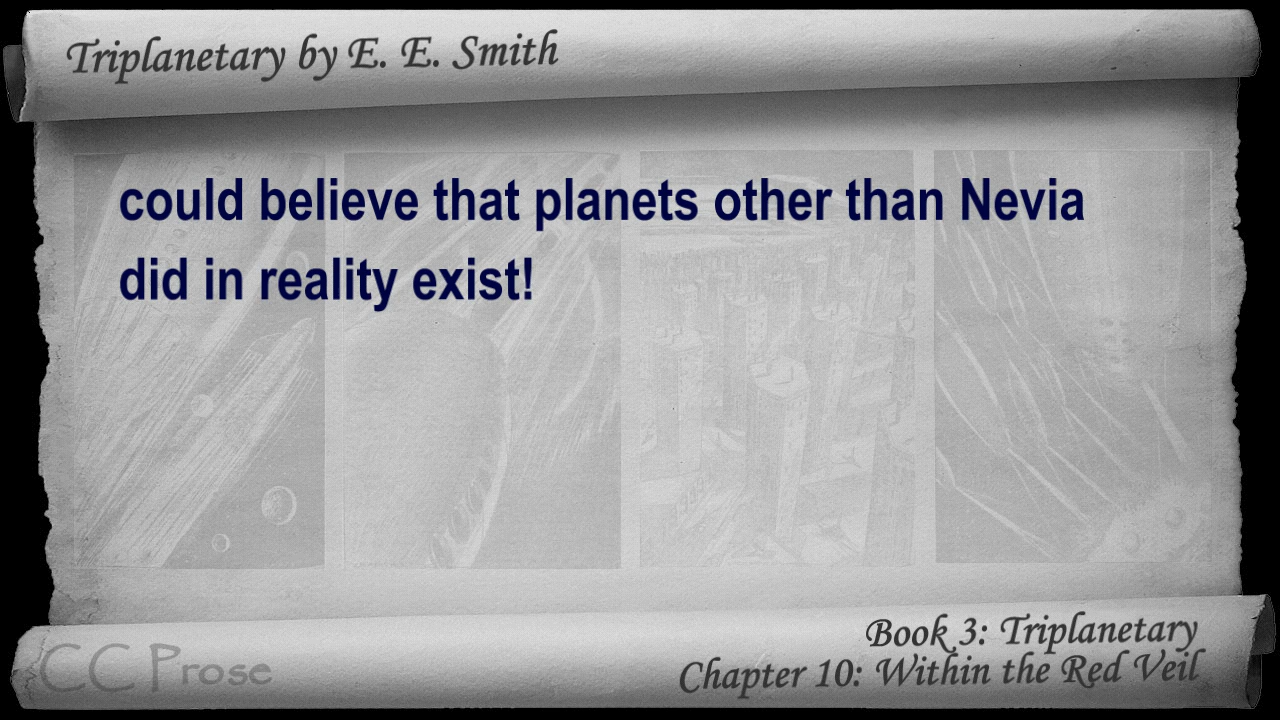 Triplanetary by E. E. Smith
could believe that planets other than Nevia
did in reality exist!
Book 3: Triplanetary
Chapter 10: Within the Red Veil
CC Prose